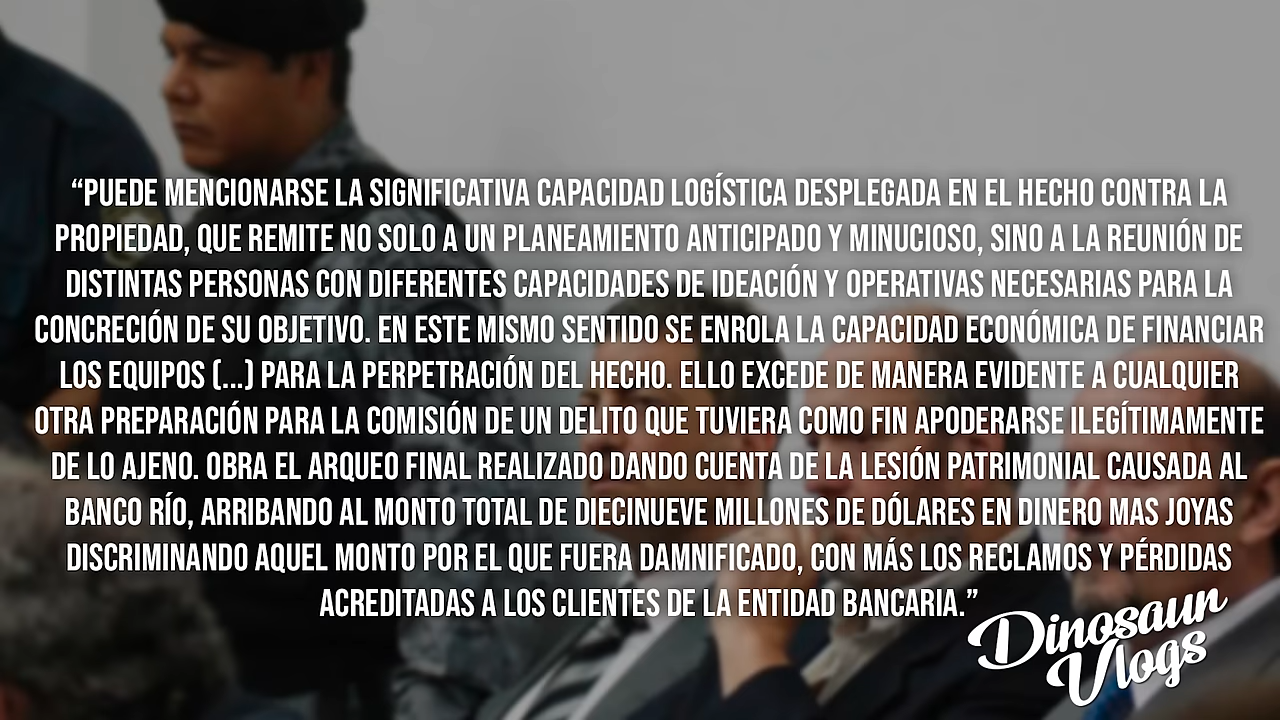 “PUEDE MENCIONARSE LA SIGNIFICATIVA CAPACIDAD LOGÍSTICA DESPLEGADA EN EL HECHO CONTRA LA
PROPIEDAD, QUE REMITE NO SOLO A UN PLANEAMIENTO ANTICIPADO Y MINUCIOSO, SINO A LA REUNIÓN DE
DISTINTAS PERSONAS CON DIFERENTES CAPACIDADES DE IDEACIÓN Y OPERATIVAS NECESARIAS PARA LA
CONCRECIÓN DE SU OBJETIVO. EN ESTE MISMO SENTIDO SE ENROLA LA CAPACIDAD ECONÓMICA DE FINANCIAR
LOS EQUIPOS (...) PARA LA PERPETRACIÓN DEL HECHO. ELLO EXCEDE DE MANERA EVIDENTE A CUALQUIER
OTRA PREPARACIÓN PARA LA COMISIÓN DE UN DELITO QUE TUVIERA COMO FIN APODERARSE ILEGÍTIMAMENTE
DE LO AJENO. OBRA EL ARQUEO FINAL REALIZADO DANDO CUENTA DE LA LESIÓN PATRIMONIAL CAUSADA AL
BANCO RÍO, ARRIBANDO AL MONTO TOTAL DE DIECINUEVE MILLONES DE DÓLARES EN DINERO MAS JOYAS
DISCRIMINANDO AQUEL MONTO POR EL QUE FUERA DAMNIFICADO, CON MÁS LOS RECLAMOS Y PÉRDIDAS
ACREDITADAS A LOS CLIENTES DE LA ENTIDAD BANCARIA.”
Dinosaur
Vlogs